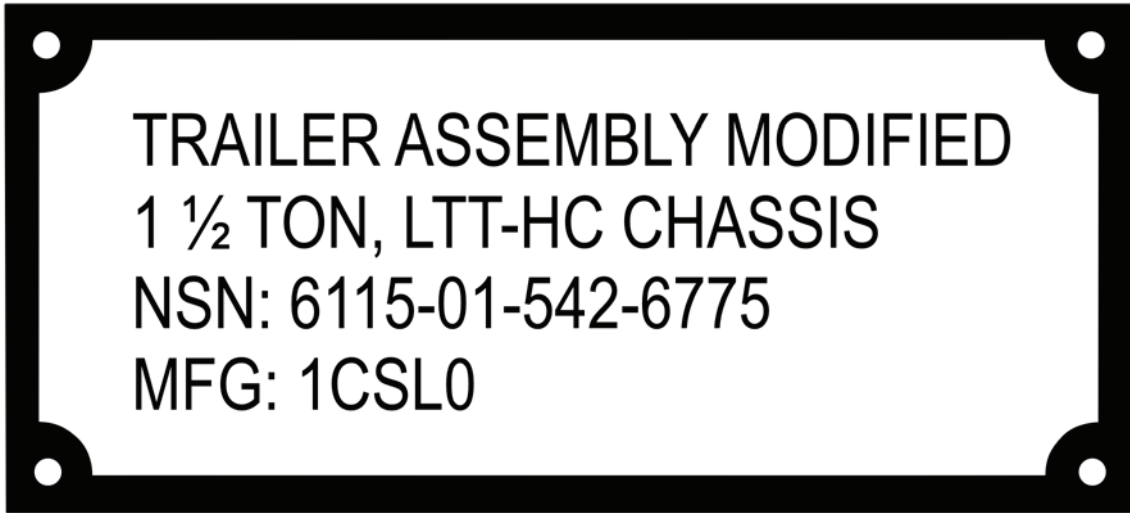 TRAILER ASSEMBLY MODIFIED
1 ½ TON, LTT-HC CHASSIS
NSN: 6115-01-542-6775
MFG: 1CSL0